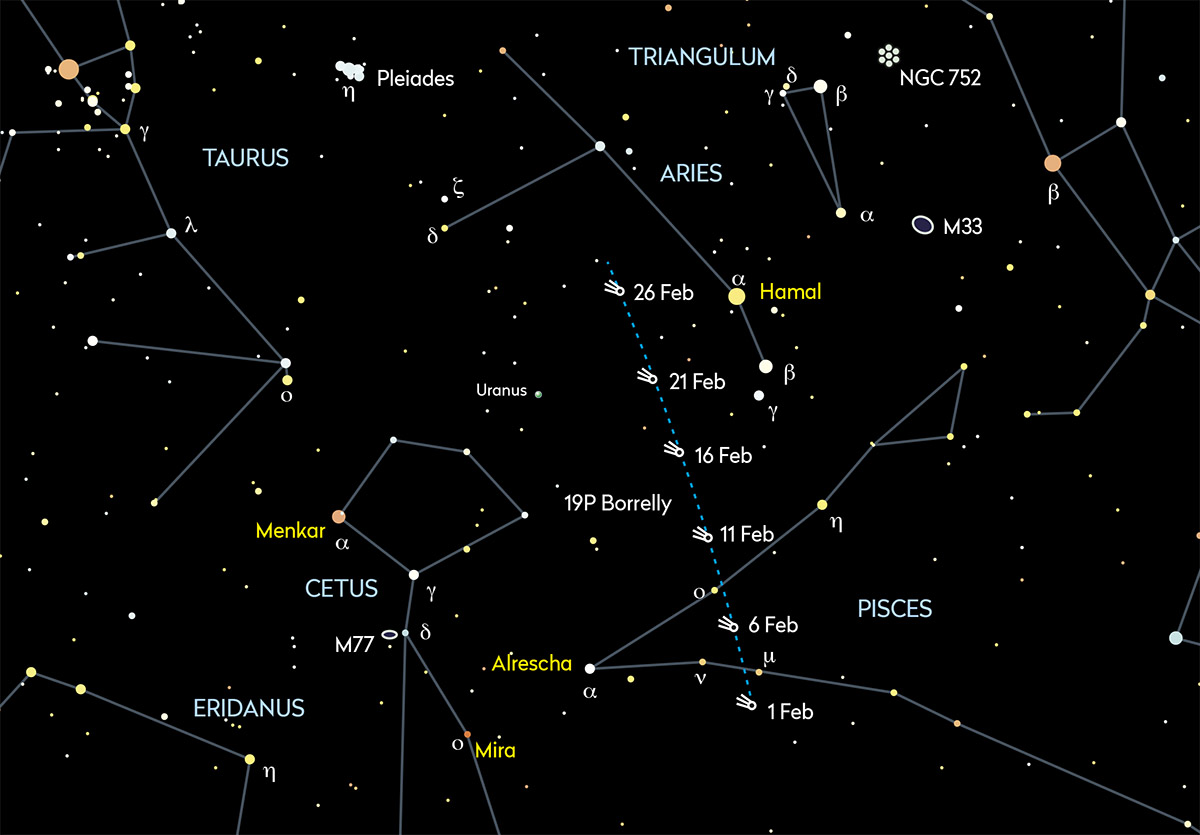 TRIANGULUM
δ
β
γ
NGC 752
Pleiades
η
γ
TAURUS
ARIES
ζ
β
α
M33
λ
δ
α
Hamal
26 Feb
β
21 Feb
γ
Uranus
ο
16 Feb
19P Borrelly
η
Menkar
α
11 Feb
CETUS
γ
ο
PISCES
6 Feb
M77
δ
Alrescha
μ
α
ν
ERIDANUS
1 Feb
ο
Mira
η